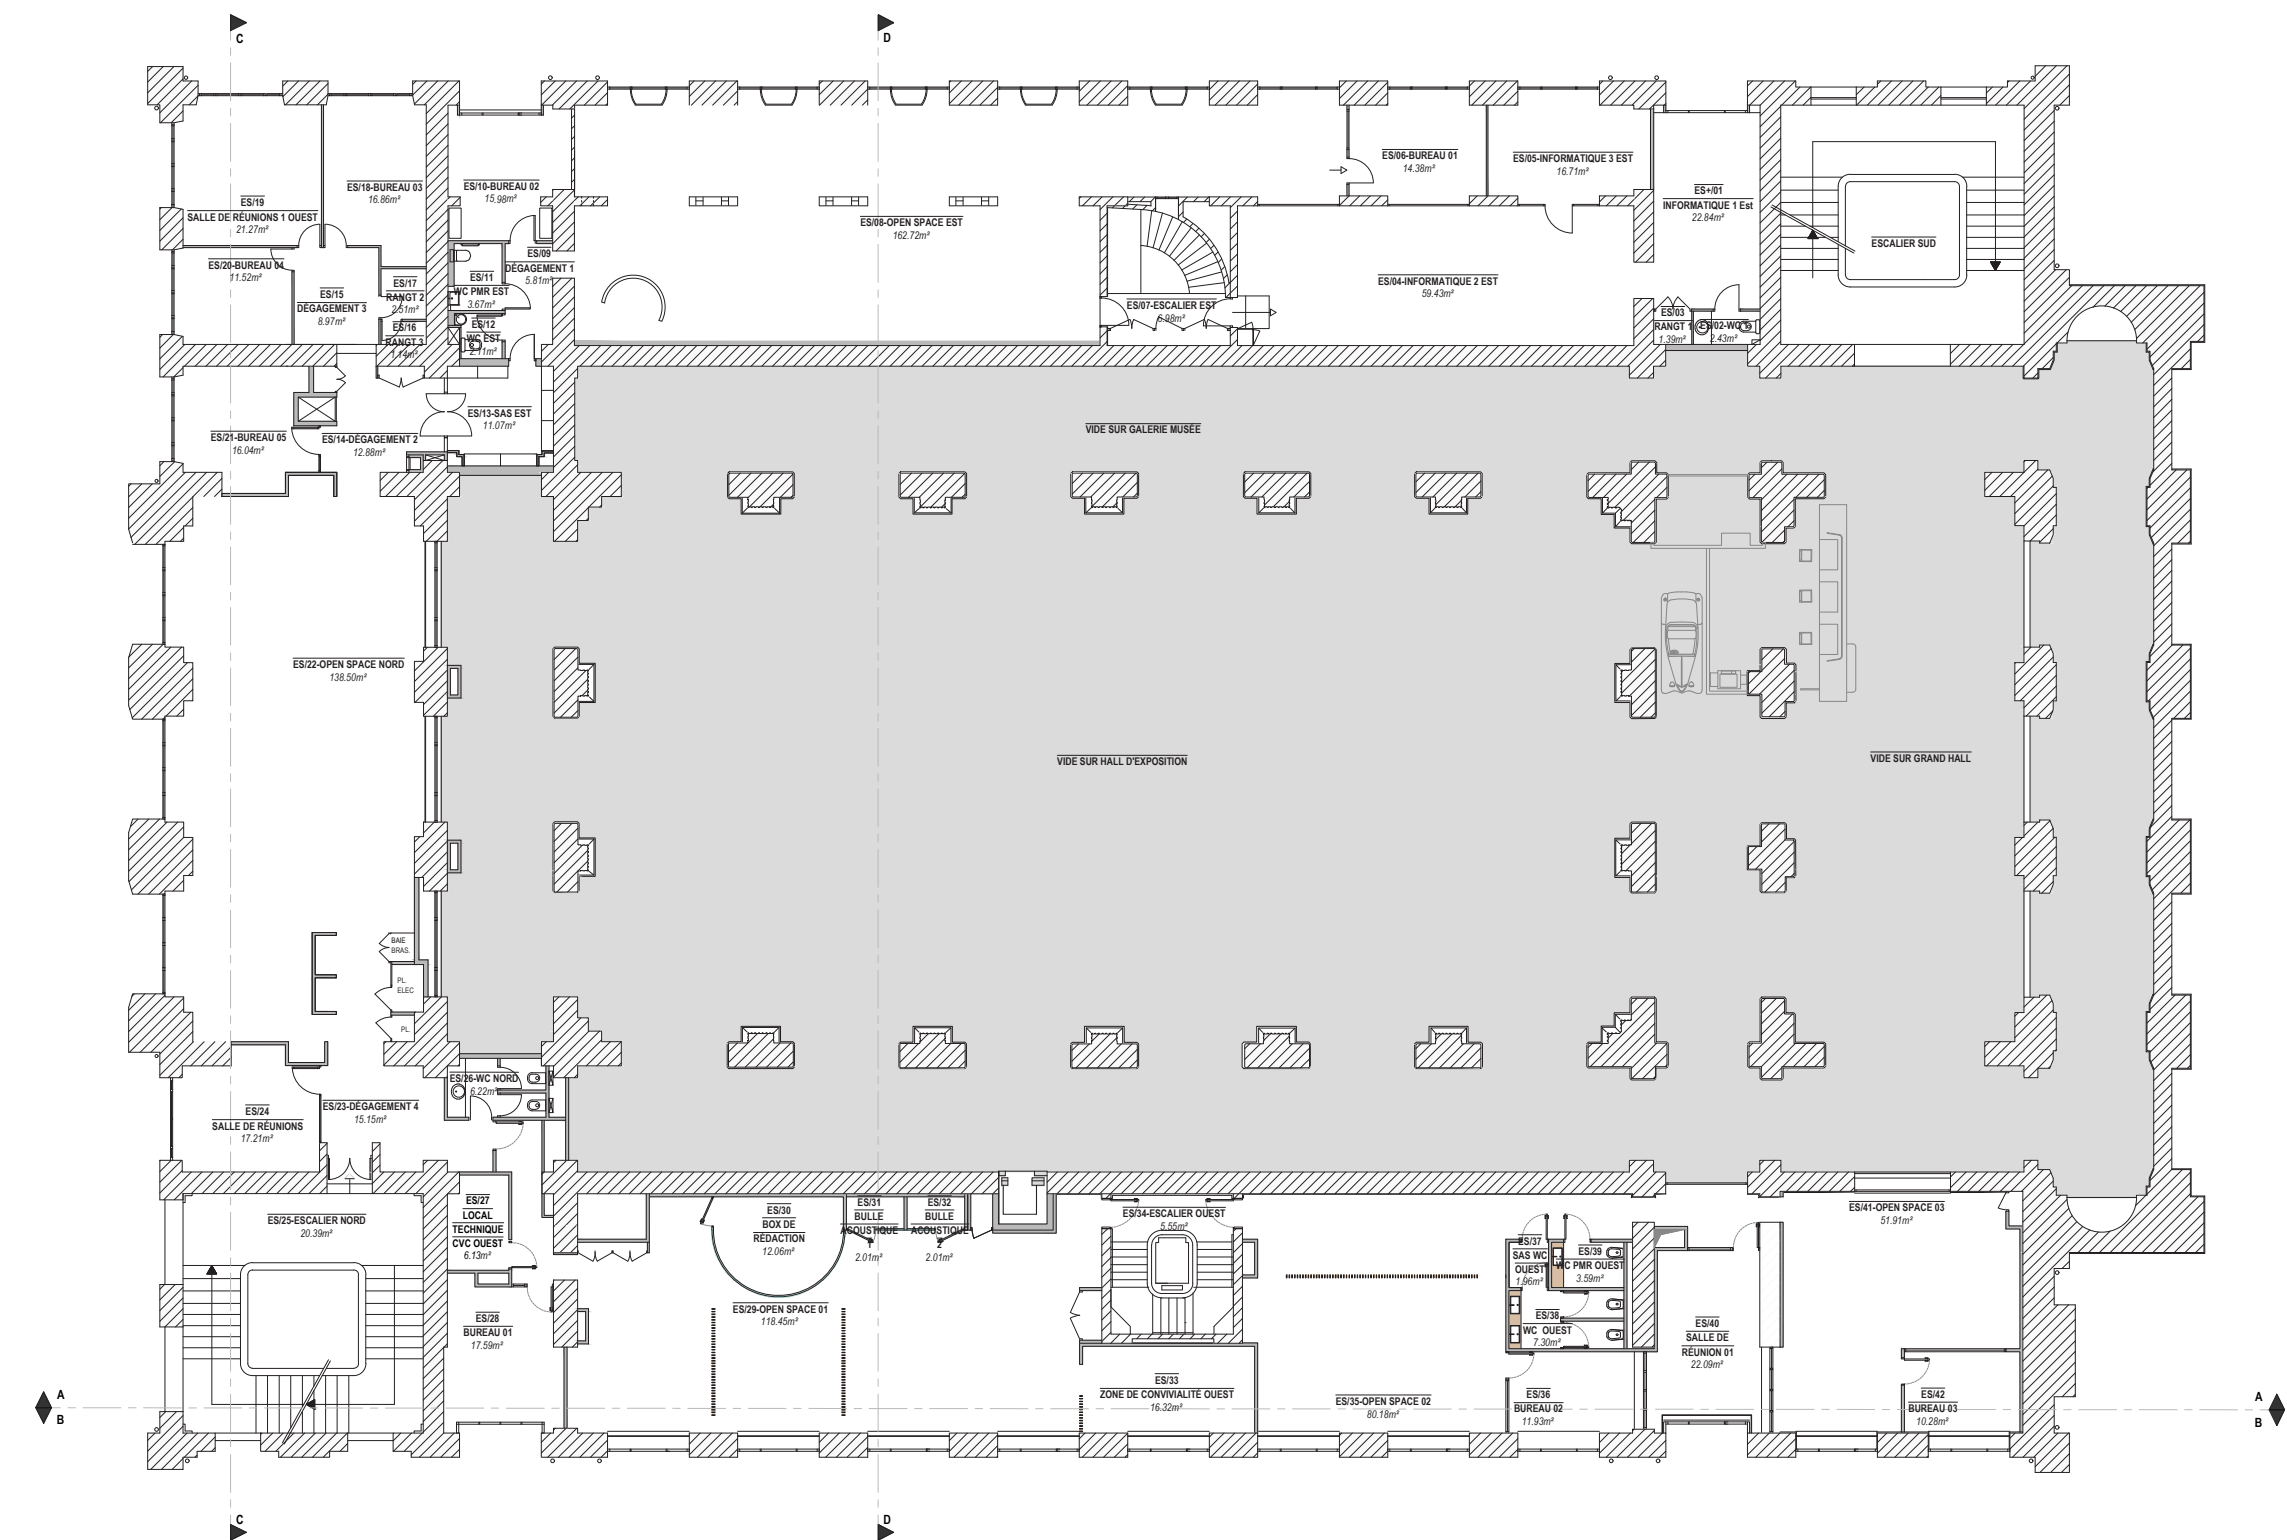 C
D
ES/19
SALLE DE RÉUNIONS 1 OUEST
21.27m²
ES/18-BUREAU 03
16.86m²
ES/10-BUREAU 02
15.98m²
ES/08-OPEN SPACE EST
162.72m²
ES/06-BUREAU 01
14.38m²
ES/05-INFORMATIQUE 3 EST
16.71m²
ES+/01
INFORMATIQUE 1 Est
22.84m²
ESCALIER SUD
ES/20-BUREAU 04
11.52m²
ES/15
DÉGAGEMENT 3
8.97m²
ES/17
RANGT 2
2.51m²
ES/16
RANGT 3
1.14m²
ES/11
WC PMR EST
3.67m²
ES/12
WC EST
2.11m²
ES/09
DÉGAGEMENT 1
5.81m²
ES/07-ESCALIER EST
6.98m²
ES/04-INFORMATIQUE 2 EST
59.43m²
ES/03
RANGT 1
1.39m²
ES/02-WC 1
2.43m²
ES/21-BUREAU 05
16.04m²
ES/14-DÉGAGEMENT 2
12.88m²
ES/13-SAS EST
11.07m²
VIDE SUR GALERIE MUSÉE
ES/22-OPEN SPACE NORD
138.50m²
VIDE SUR HALL D'EXPOSITION
VIDE SUR GRAND HALL
BAIE
BRAS.
PL.
ELEC
PL.
ES/26-WC NORD
6.22m²
ES/24
SALLE DE RÉUNIONS
17.21m²
ES/23-DÉGAGEMENT 4
15.15m²
ES/25-ESCALIER NORD
20.39m²
ES/27
LOCAL
TECHNIQUE
CVC OUEST
6.13m²
ES/28
BUREAU 01
17.59m²
ES/30
BOX DE
RÉDACTION
12.06m²
ES/31
BULLE
ACOUSTIQUE
1
2.01m²
ES/32
BULLE
ACOUSTIQUE
2
2.01m²
ES/29-OPEN SPACE 01
118.45m²
ES/34-ESCALIER OUEST
5.55m²
ES/33
ZONE DE CONVIVIALITÉ OUEST
16.32m²
ES/35-OPEN SPACE 02
80.18m²
ES/37
SAS WC
OUEST
1.96m²
ES/39
WC PMR OUEST
3.59m²
ES/38
WC OUEST
7.30m²
ES/36
BUREAU 02
11.93m²
ES/40
SALLE DE
RÉUNION 01
22.09m²
ES/41-OPEN SPACE 03
51.91m²
ES/42
BUREAU 03
10.28m²
A
B
A
B
C
D